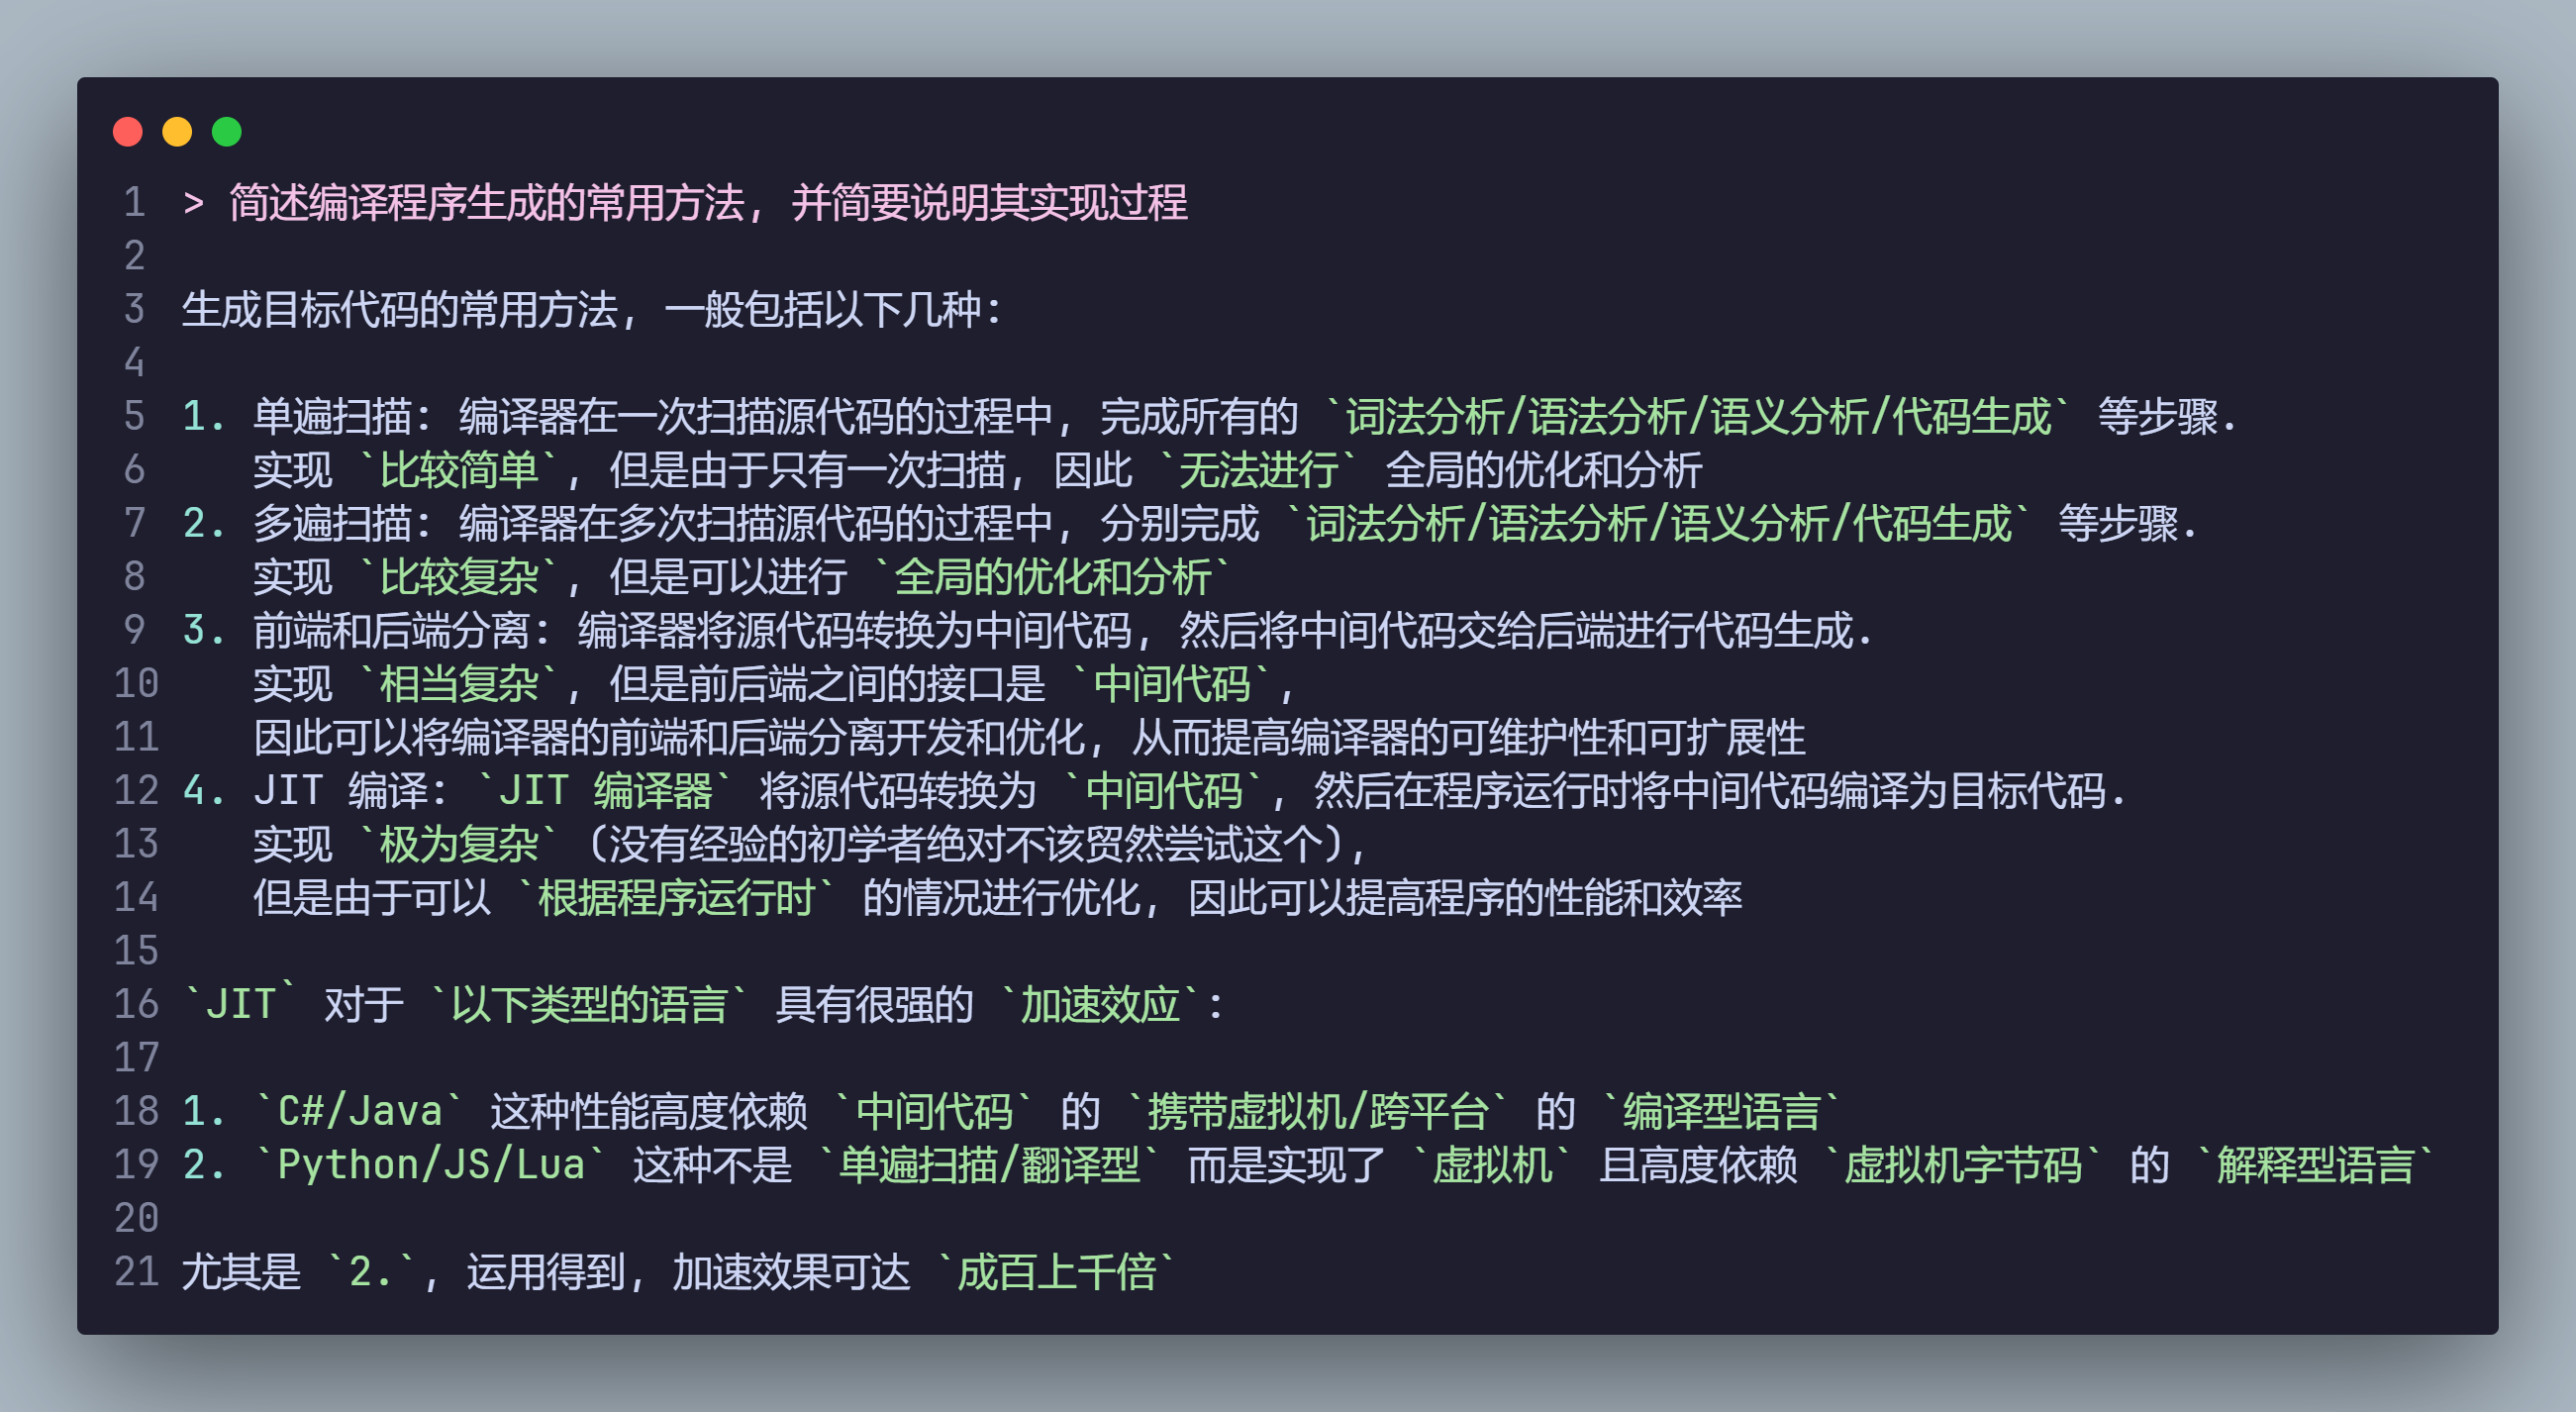 1 > 简述编译程序生成的常用方法, 并简要说明其实现过程
2
3 生成目标代码的常用方法, 一般包括以下几种:
4
5 1. 单遍扫描: 编译器在一次扫描源代码的过程中, 完成所有的 `词法分析/语法分析/语义分析/代码生成` 等步骤.
6    实现 `比较简单`, 但是由于只有一次扫描, 因此 `无法进行` 全局的优化和分析
7 2. 多遍扫描: 编译器在多次扫描源代码的过程中, 分别完成 `词法分析/语法分析/语义分析/代码生成` 等步骤.
8    实现 `比较复杂`, 但是可以进行 `全局的优化和分析`
9 3. 前端和后端分离: 编译器将源代码转换为中间代码, 然后将中间代码交给后端进行代码生成.
10    实现 `相当复杂`, 但是前后端之间的接口是 `中间代码`,
11    因此可以将编译器的前端和后端分离开发和优化, 从而提高编译器的可维护性和可扩展性
12 4. JIT 编译: `JIT 编译器` 将源代码转换为 `中间代码`, 然后在程序运行时将中间代码编译为目标代码.
13    实现 `极为复杂` (没有经验的初学者绝对不该贸然尝试这个),
14    但是由于可以 `根据程序运行时` 的情况进行优化, 因此可以提高程序的性能和效率
15
16 `JIT` 对于 `以下类型的语言` 具有很强的 `加速效应`:
17
18 1. `C#/Java` 这种性能高度依赖 `中间代码` 的 `携带虚拟机/跨平台` 的 `编译型语言`
19 2. `Python/JS/Lua` 这种不是 `单遍扫描/翻译型` 而是实现了 `虚拟机` 且高度依赖 `虚拟机字节码` 的 `解释型语言`
20
21 尤其是 `2.`, 运用得到, 加速效果可达 `成百上千倍`